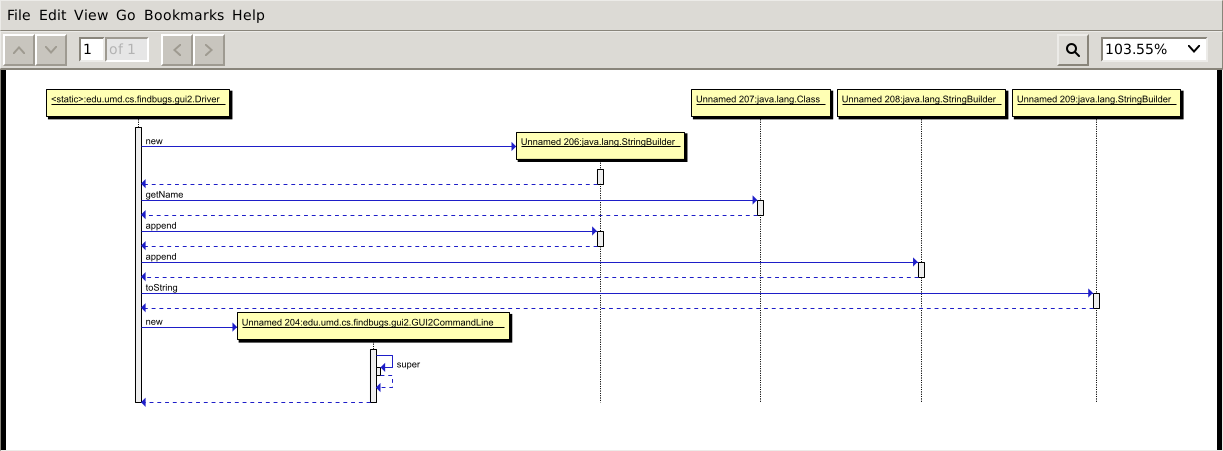 File Edit View Go Bookmarks Help
1 of 1 103.55%
<static>:edu.umd.cs.findbugs.gui2.Driver
Unnamed 207:java.lang.Class
Unnamed 208:java.lang.StringBuilder
Unnamed 209:java.lang.StringBuilder
new
Unnamed 206:java.lang.StringBuilder
getName
append
append
toString
new
Unnamed 204:edu.umd.cs.findbugs.gui2.GUI2CommandLine
super